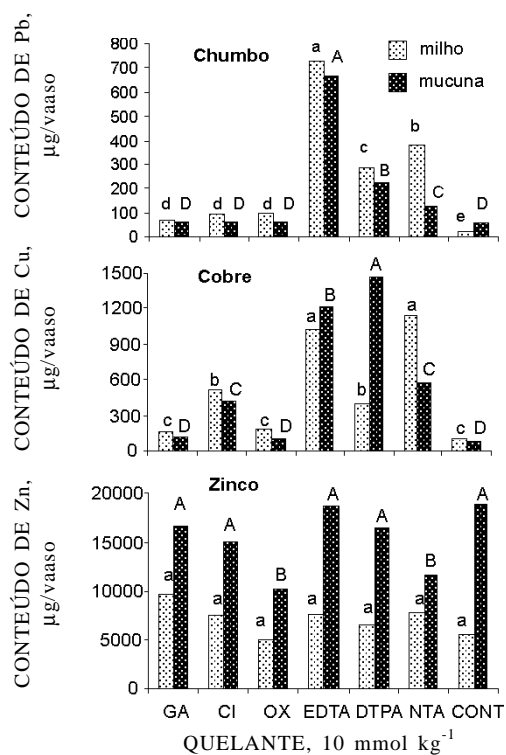 CONTEÚDO DE Pb,
µg/vaaso
800
700
600
500
400
300
200
100
0
Chumbo
milho
mucuna
d D d D d D a A c B b C e D
CONTEÚDO DE Cu,
µg/vaaso
1500
1200
900
600
300
0
Cobre
c D b C c D a B b A a C c D
CONTEÚDO DE Zn,
µg/vaaso
20000
15000
10000
5000
0
Zinco
a A a A a B a A a A a B a A
GA CI OX EDTA DTPA NTA CONT
QUELANTE, 10 mmol kg⁻¹